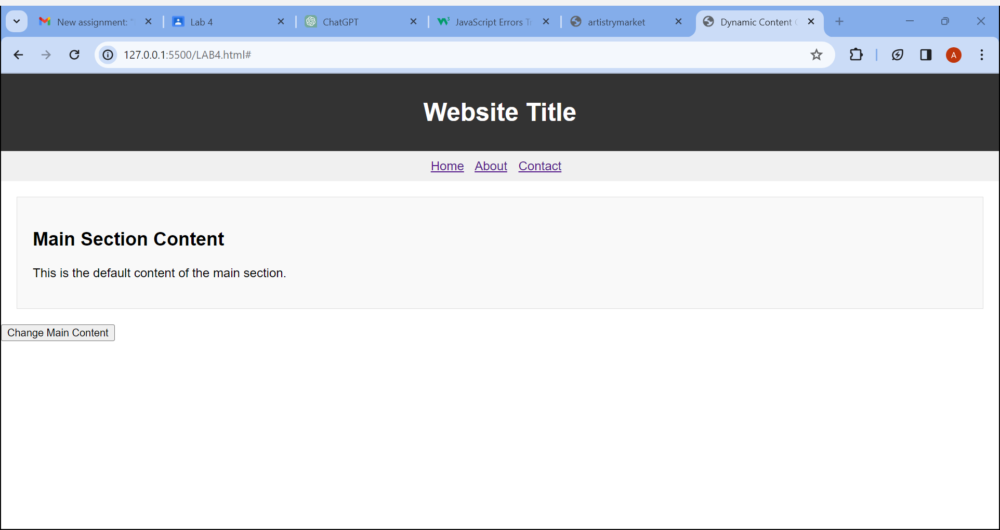 New assignment: "
Lab 4
ChatGPT
JavaScript Errors T
artistrymarket
Dynamic Content
127.0.0.1:5500/LAB4.html#
A
Website Title
Home About Contact
Main Section Content
This is the default content of the main section.
Change Main Content